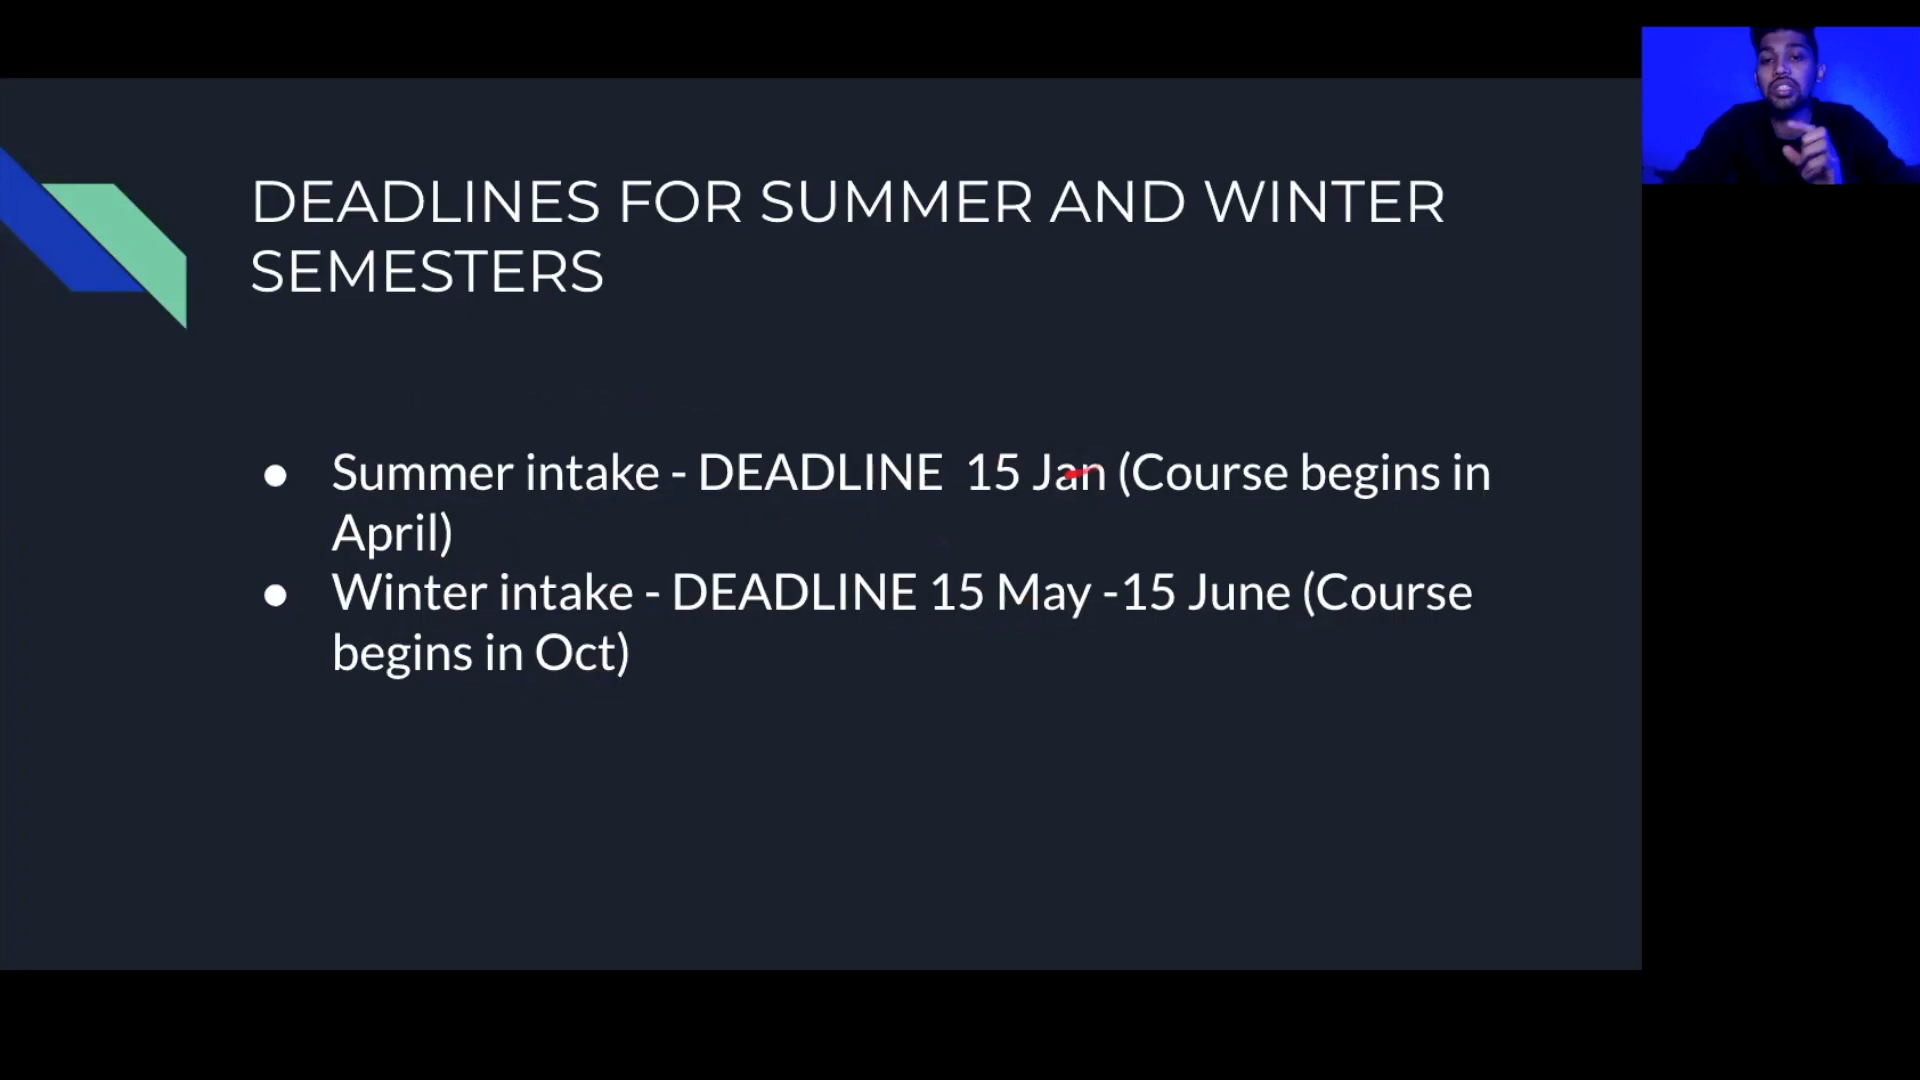 DEADLINES FOR SUMMER AND WINTER
SEMESTERS
● Summer intake - DEADLINE 15 Jan (Course begins in
April)
● Winter intake - DEADLINE 15 May -15 June (Course
begins in Oct)